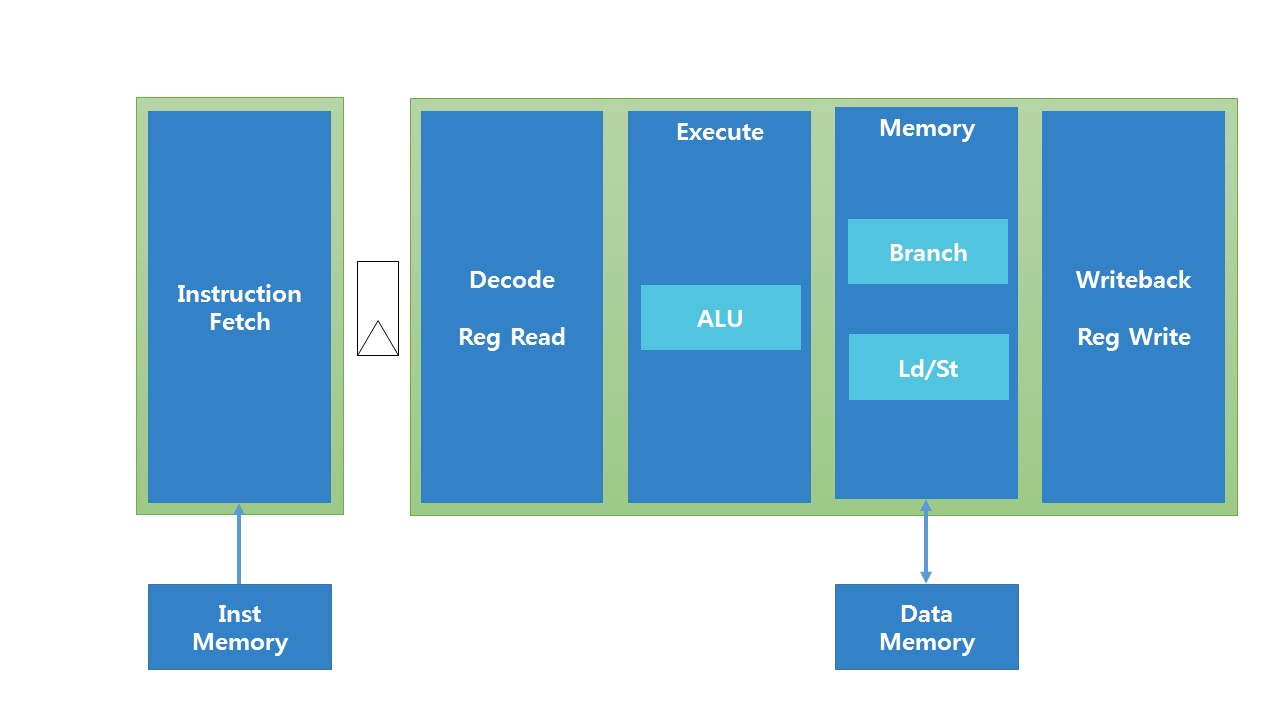 Instruction
Fetch
Decode
Reg Read
Execute
ALU
Memory
Branch
Ld/St
Writeback
Reg Write
Inst
Memory
Data
Memory